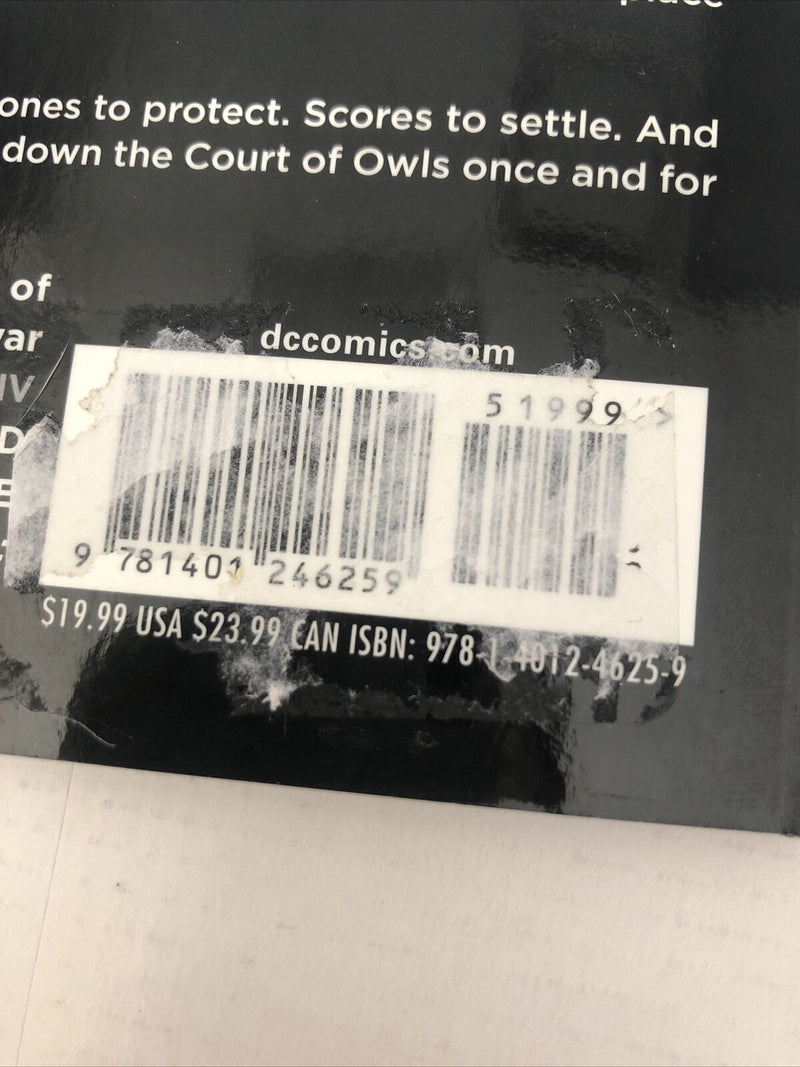 ones to protect. Scores to settle. And
down the Court of Owls once and for
of
dccomics.com
51999
9 781401 246259
$19.99 USA $23.99 CAN ISBN: 978-1-4012-4625-9